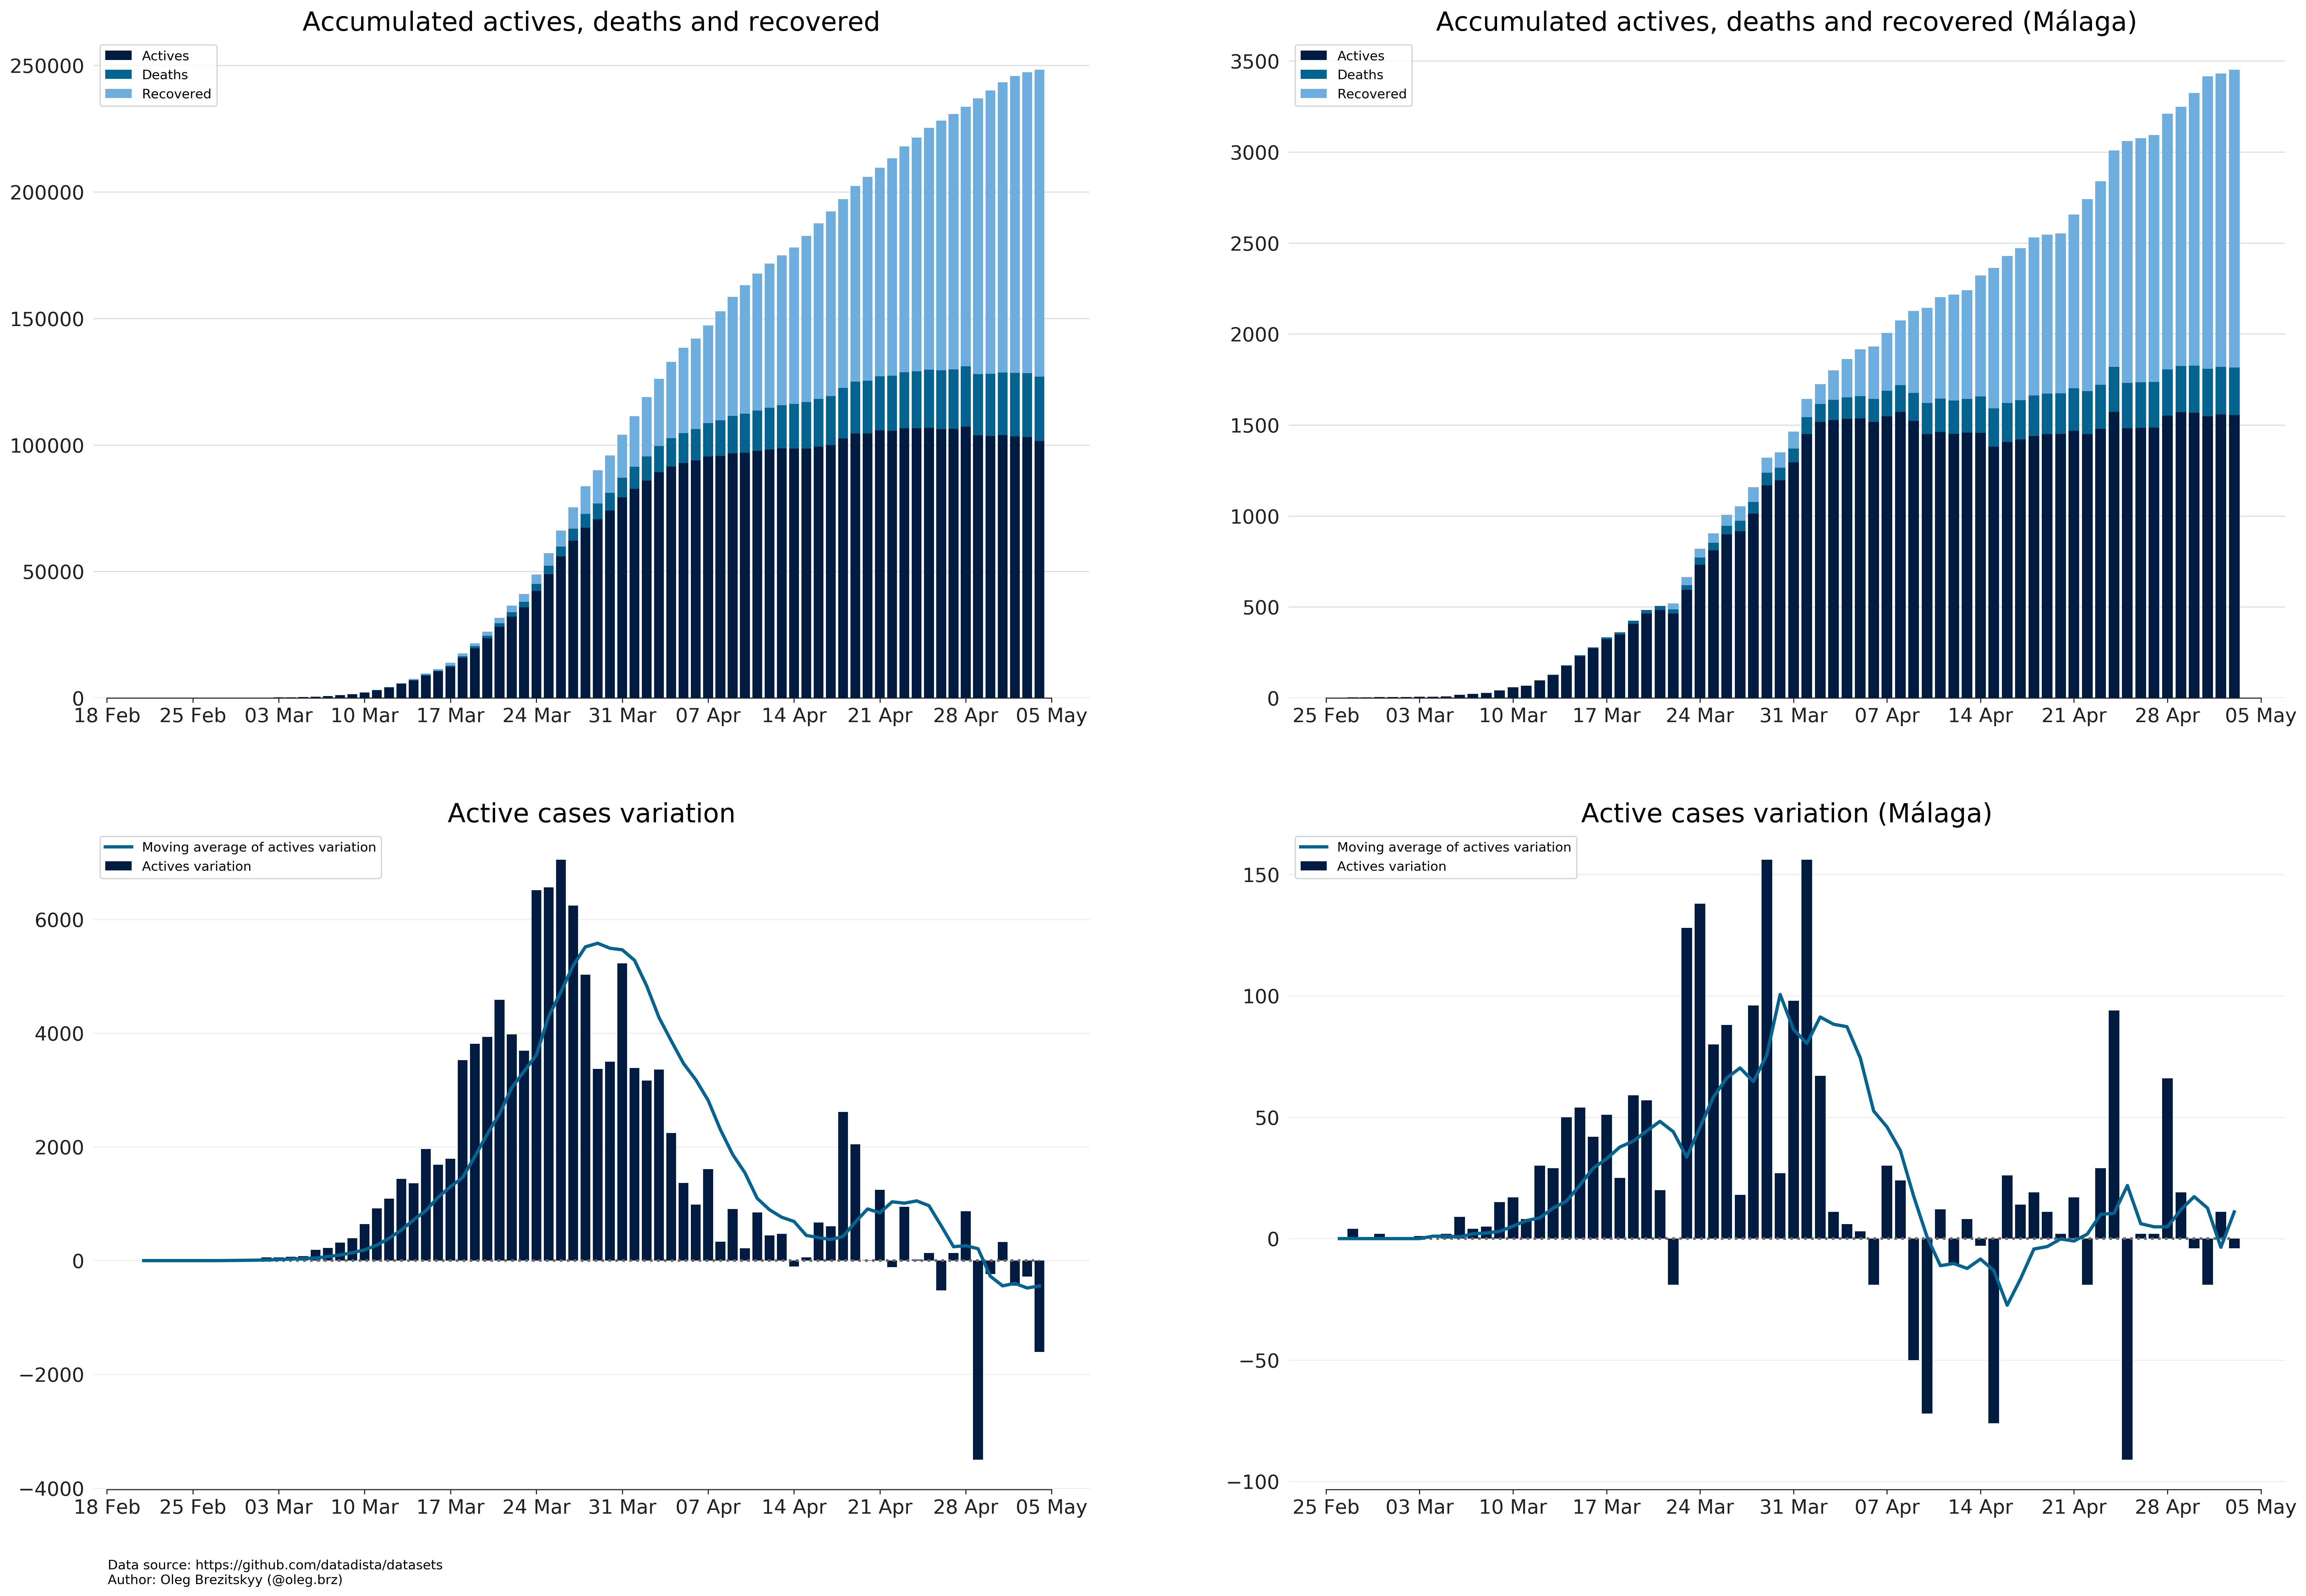 Accumulated actives, deaths and recovered
Actives
Deaths
Recovered
250000
200000
150000
100000
50000
0
18 Feb 25 Feb 03 Mar 10 Mar 17 Mar 24 Mar 31 Mar 07 Apr 14 Apr 21 Apr 28 Apr 05 May
Accumulated actives, deaths and recovered (Málaga)
Actives
Deaths
Recovered
3500
3000
2500
2000
1500
1000
500
0
25 Feb 03 Mar 10 Mar 17 Mar 24 Mar 31 Mar 07 Apr 14 Apr 21 Apr 28 Apr 05 May
Active cases variation
Moving average of actives variation
Actives variation
6000
4000
2000
0
−2000
−4000
18 Feb 25 Feb 03 Mar 10 Mar 17 Mar 24 Mar 31 Mar 07 Apr 14 Apr 21 Apr 28 Apr 05 May
Active cases variation (Málaga)
Moving average of actives variation
Actives variation
150
100
50
0
−50
−100
25 Feb 03 Mar 10 Mar 17 Mar 24 Mar 31 Mar 07 Apr 14 Apr 21 Apr 28 Apr 05 May
Data source: https://github.com/datadista/datasets
Author: Oleg Brezitskyy (@oleg.brz)